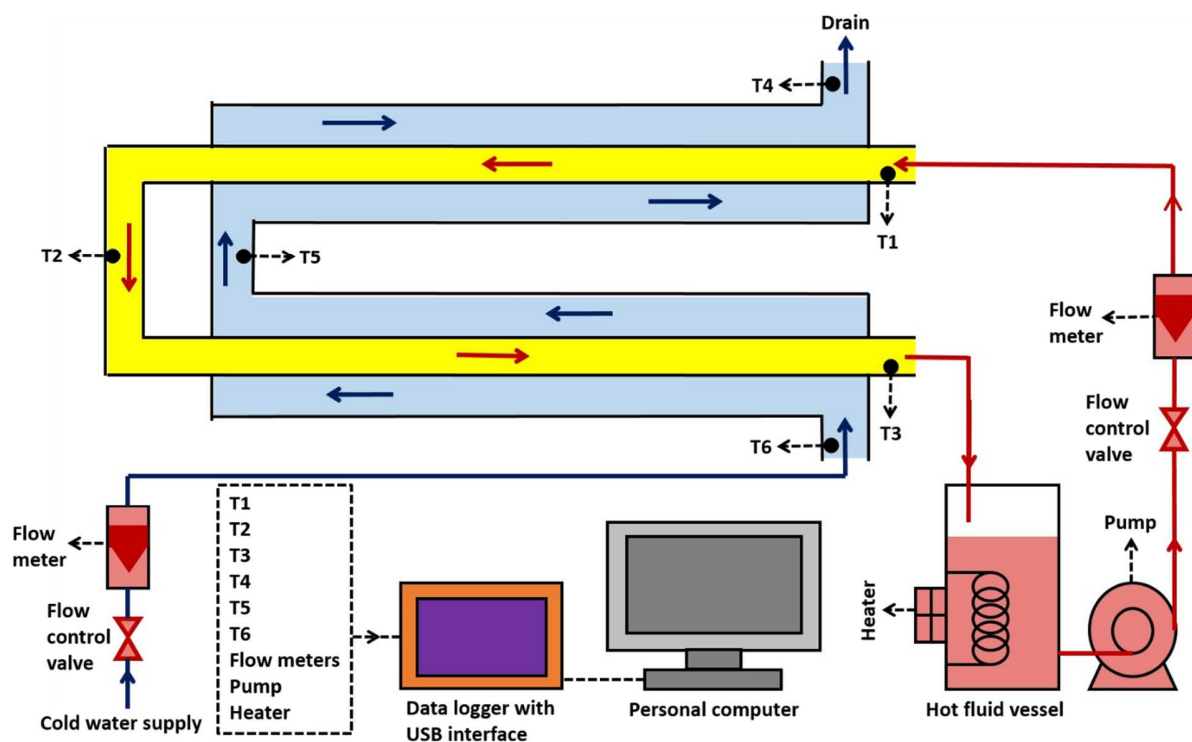 Drain
T4
T1
T2
T5
Flow
meter
T3
Flow
control
valve
T6
T1
T2
T3
T4
T5
T6
Flow meters
Pump
Heater
Flow
meter
Flow
control
valve
Cold water supply
Data logger with
USB interface
Personal computer
Pump
Heater
Hot fluid vessel